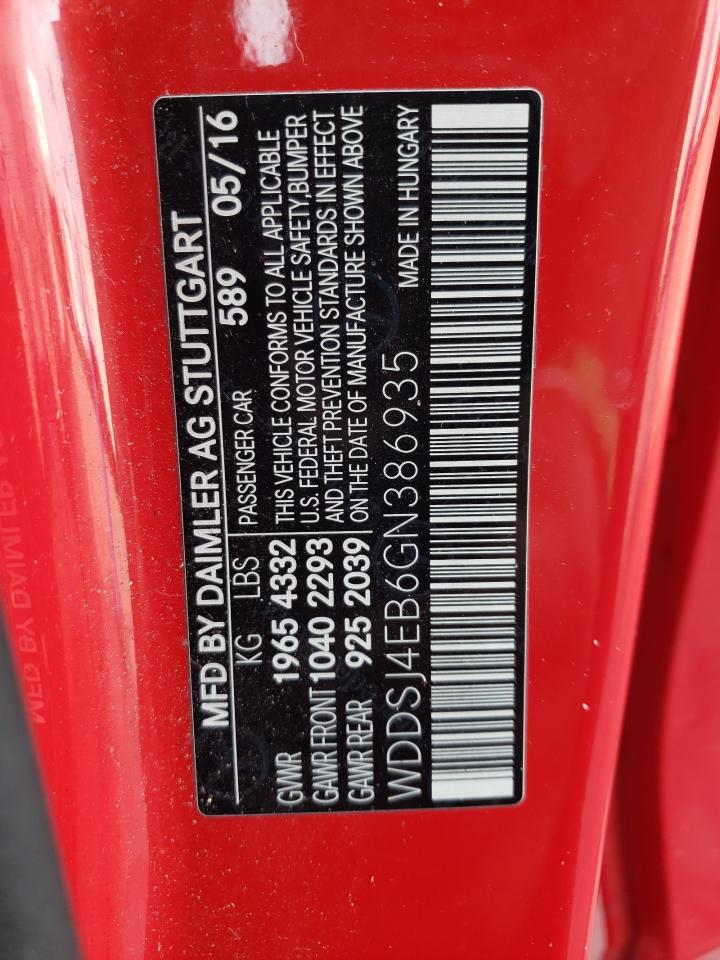 MFD BY DAIMLER AG STUTTGART
KG LBS PASSENGER CAR 589 05/16
GVWR 1965 4332 THIS VEHICLE CONFORMS TO ALL APPLICABLE
GAWR FRONT 1040 2293 U.S. FEDERAL MOTOR VEHICLE SAFETY,BUMPER
AND THEFT PREVENTION STANDARDS IN EFFECT
GAWR REAR 925 2039 ON THE DATE OF MANUFACTURE SHOWN ABOVE
WDDSJ4EB6GN386935 MADE IN HUNGARY